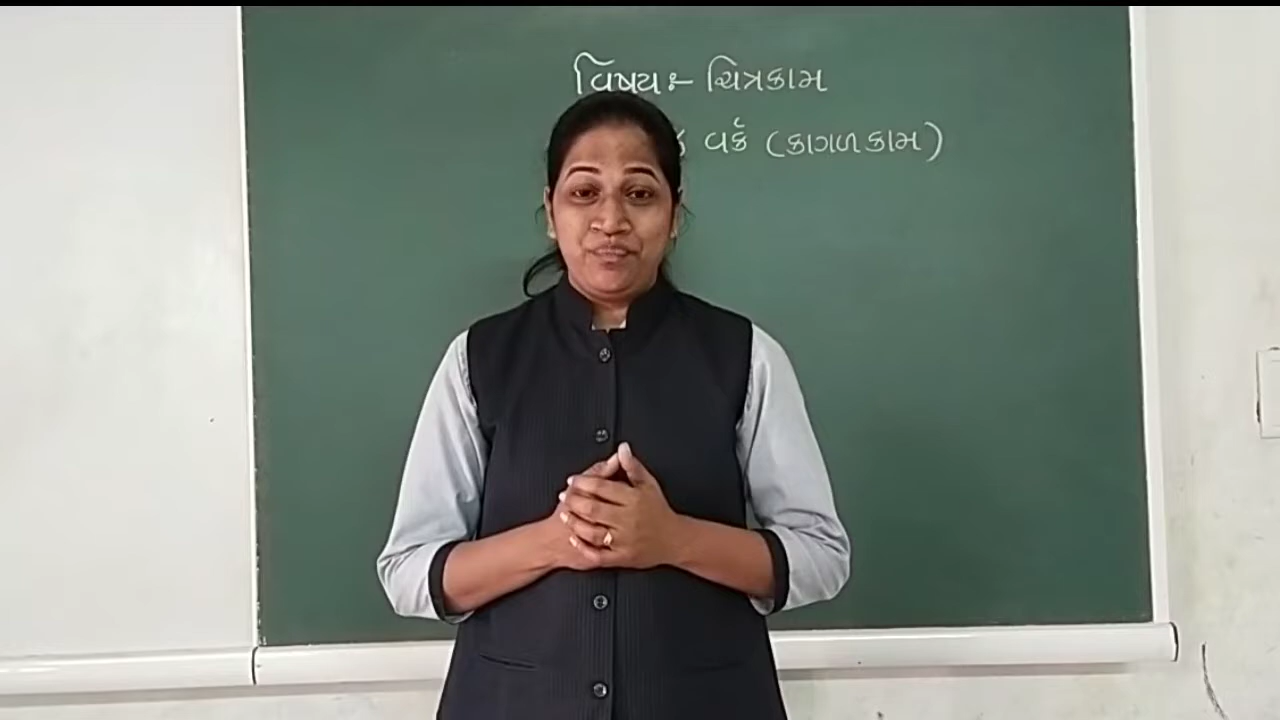 વિષય :- ચિત્રકામ
વર્ક (કાગળકામ)